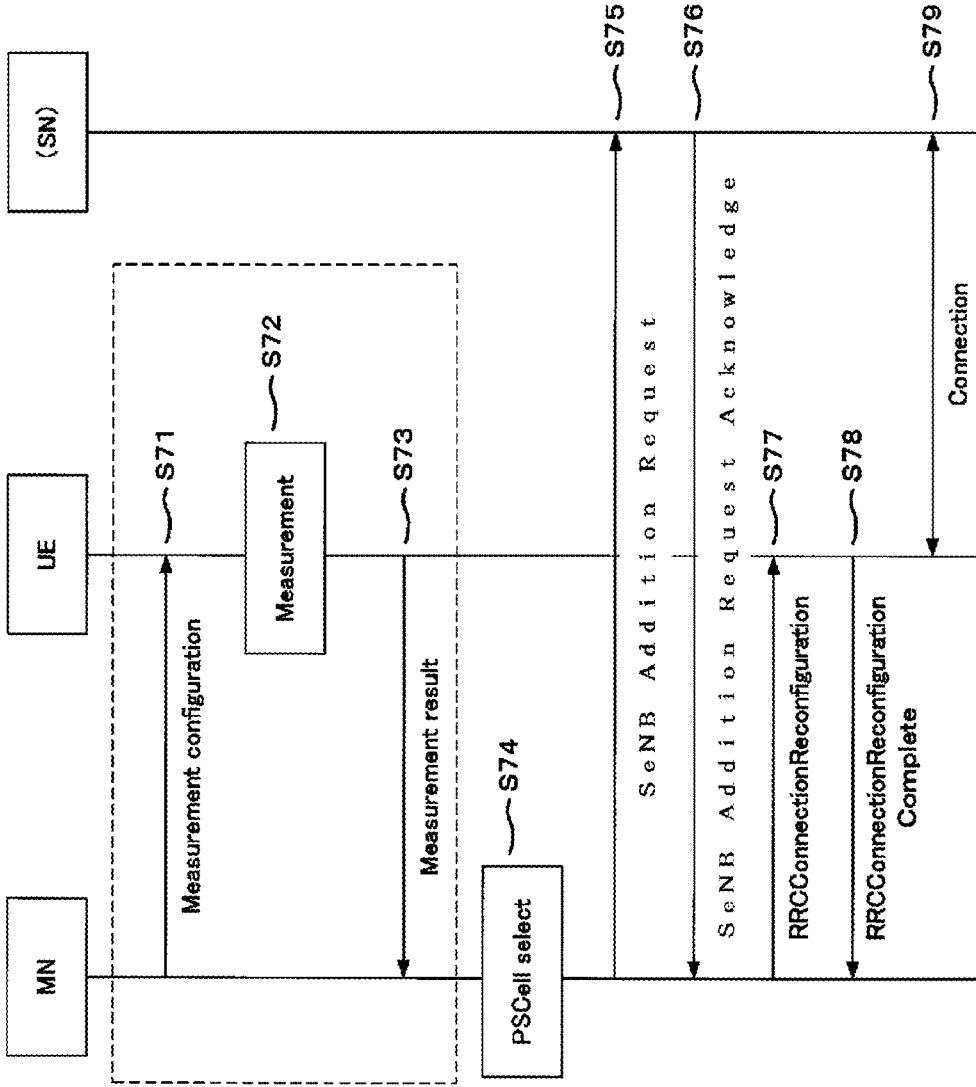 MN
UE
(SN)
Measurement configuration
S71
Measurement
S72
Measurement result
S73
PSCell select
S74
SeNB Addition Request
S75
SeNB Addition Request Acknowledge
S76
RRCConnectionReconfiguration
S77
RRCConnectionReconfiguration
Complete
S78
Connection
S79